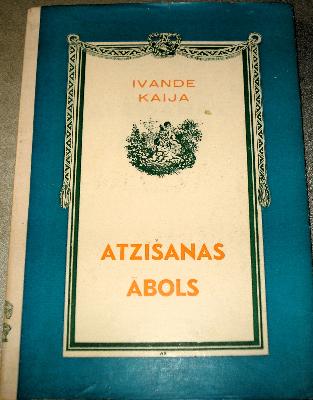 IVANDE
KAIJA
ATZĪŠANAS
ĀBOLS